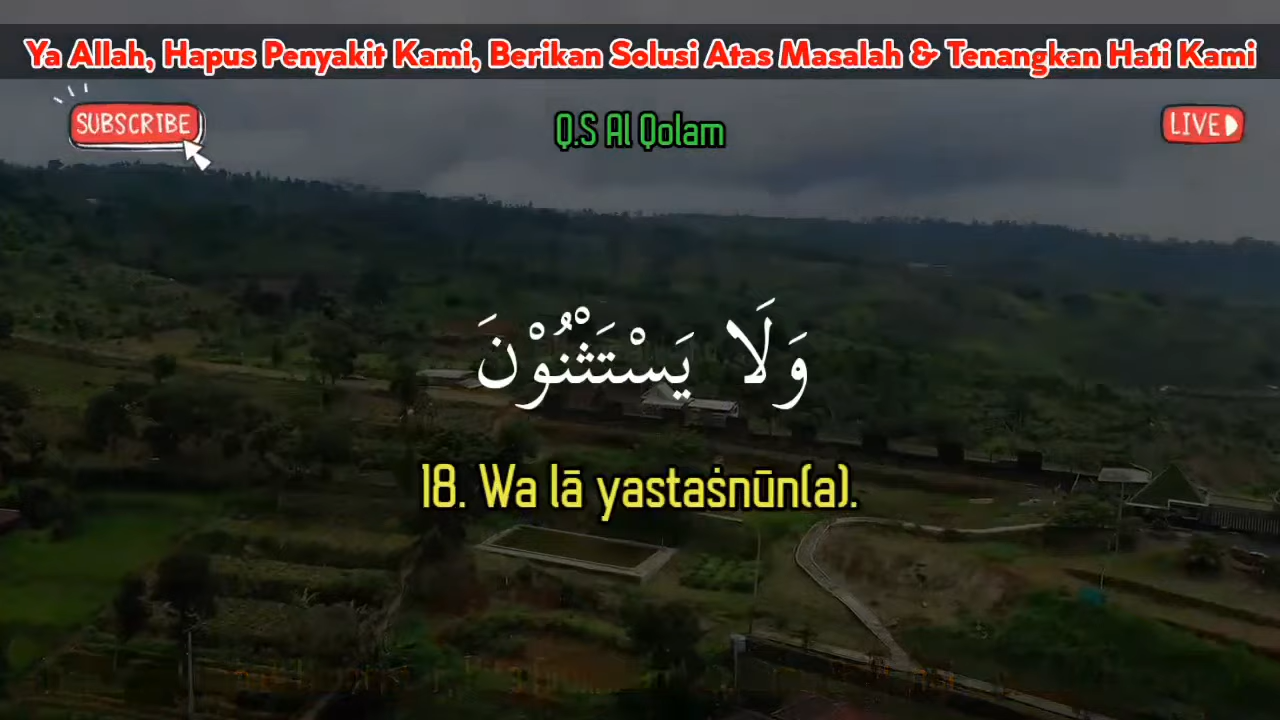 Ya Allah, Hapus Penyakit Kami, Berikan Solusi Atas Masalah & Tenangkan Hati Kami
SUBSCRIBE
Q.S Al Qolam
LIVE
وَلَا يَسْتَثْنُوْنَ
18. Wa lā yastaṡnūn(a).